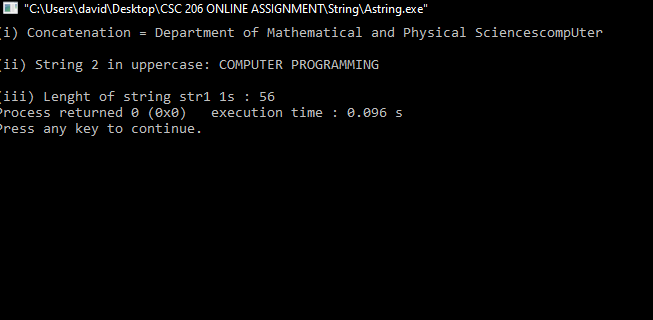 "C:\Users\david\Desktop\CSC 206 ONLINE ASSIGNMENT\String\Astring.exe"
(i) Concatenation = Department of Mathematical and Physical SciencescompUter
(ii) String 2 in uppercase: COMPUTER PROGRAMMING
(iii) Lenght of string str1 1s : 56
Process returned 0 (0x0)   execution time : 0.096 s
Press any key to continue.